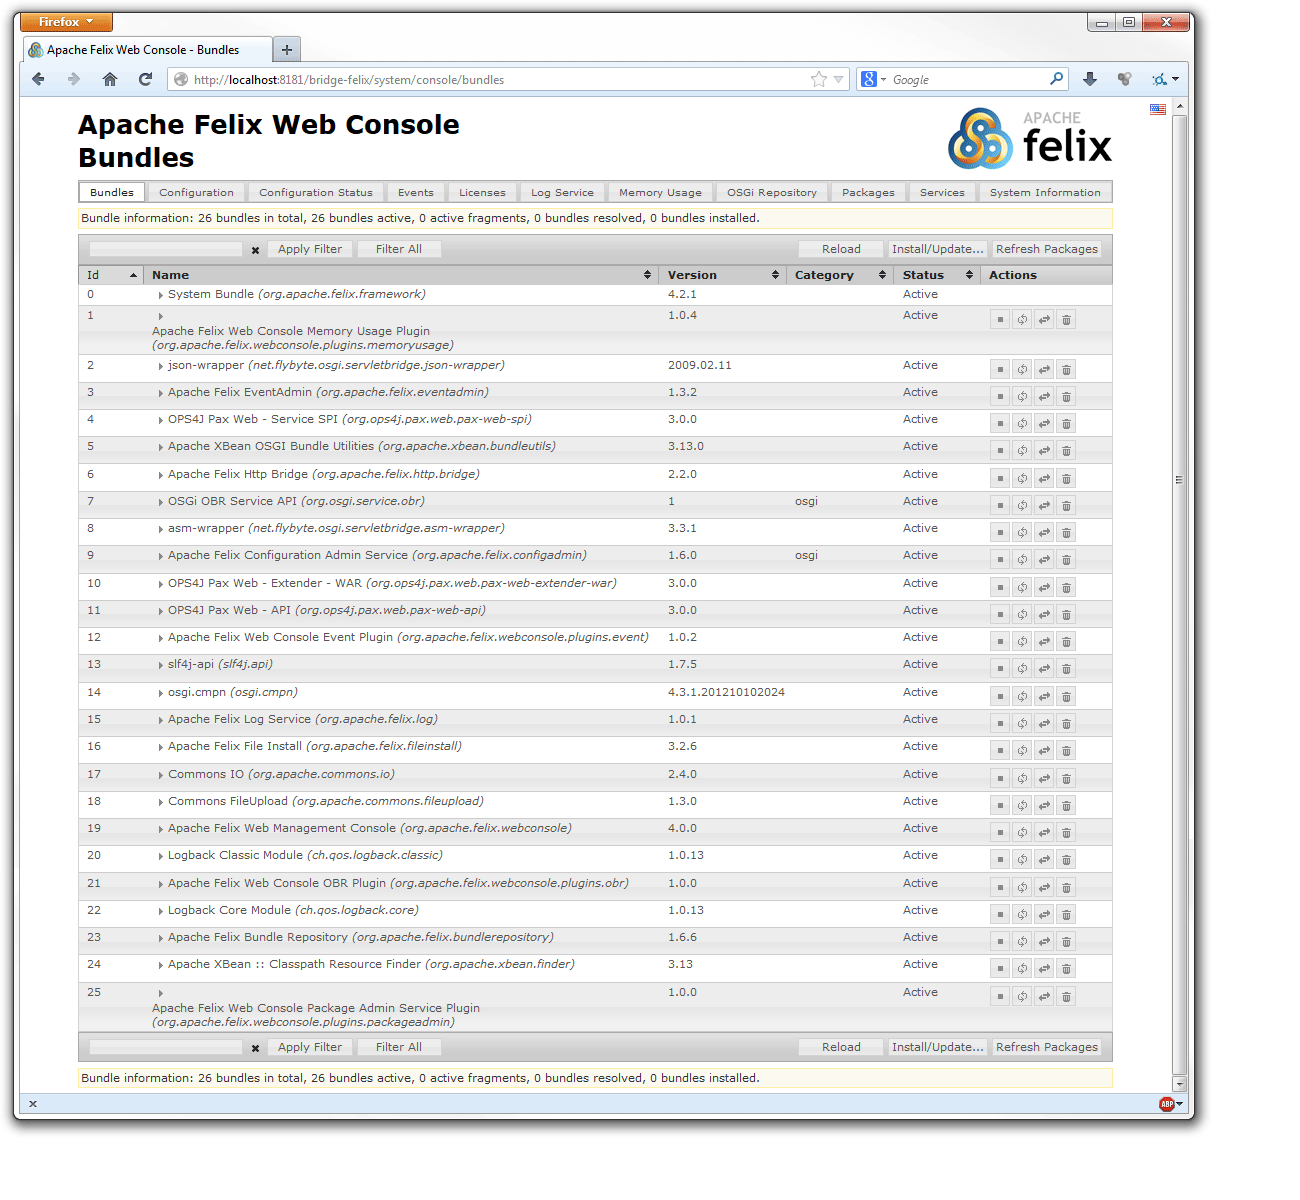 Firefox
Apache Felix Web Console - Bundles
http://localhost:8181/bridge-felix/system/console/bundles
8 Google
Apache Felix Web Console
Bundles
APACHE
felix
Bundles Configuration Configuration Status Events Licenses Log Service Memory Usage OSGi Repository Packages Services System Information
Bundle information: 26 bundles in total, 26 bundles active, 0 active fragments, 0 bundles resolved, 0 bundles installed.
Apply Filter Filter All Reload Install/Update... Refresh Packages
Id Name Version Category Status Actions
0 System Bundle (org.apache.felix.framework) 4.2.1 Active
1 1.0.4 Active
Apache Felix Web Console Memory Usage Plugin
(org.apache.felix.webconsole.plugins.memoryusage)
2 json-wrapper (net.flybyte.osgi.servletbridge.json-wrapper) 2009.02.11 Active
3 Apache Felix EventAdmin (org.apache.felix.eventadmin) 1.3.2 Active
4 OPS4J Pax Web - Service SPI (org.ops4j.pax.web.pax-web-spi) 3.0.0 Active
5 Apache XBean OSGI Bundle Utilities (org.apache.xbean.bundleutils) 3.13.0 Active
6 Apache Felix Http Bridge (org.apache.felix.http.bridge) 2.2.0 Active
7 OSGi OBR Service API (org.osgi.service.obr) 1 osgi Active
8 asm-wrapper (net.flybyte.osgi.servletbridge.asm-wrapper) 3.3.1 Active
9 Apache Felix Configuration Admin Service (org.apache.felix.configadmin) 1.6.0 osgi Active
10 OPS4J Pax Web - Extender - WAR (org.ops4j.pax.web.pax-web-extender-war) 3.0.0 Active
11 OPS4J Pax Web - API (org.ops4j.pax.web.pax-web-api) 3.0.0 Active
12 Apache Felix Web Console Event Plugin (org.apache.felix.webconsole.plugins.event) 1.0.2 Active
13 slf4j-api (slf4j.api) 1.7.5 Active
14 osgi.cmpn (osgi.cmpn) 4.3.1.201210102024 Active
15 Apache Felix Log Service (org.apache.felix.log) 1.0.1 Active
16 Apache Felix File Install (org.apache.felix.fileinstall) 3.2.6 Active
17 Commons IO (org.apache.commons.io) 2.4.0 Active
18 Commons FileUpload (org.apache.commons.fileupload) 1.3.0 Active
19 Apache Felix Web Management Console (org.apache.felix.webconsole) 4.0.0 Active
20 Logback Classic Module (ch.qos.logback.classic) 1.0.13 Active
21 Apache Felix Web Console OBR Plugin (org.apache.felix.webconsole.plugins.obr) 1.0.0 Active
22 Logback Core Module (ch.qos.logback.core) 1.0.13 Active
23 Apache Felix Bundle Repository (org.apache.felix.bundlerepository) 1.6.6 Active
24 Apache XBean :: Classpath Resource Finder (org.apache.xbean.finder) 3.13 Active
25 1.0.0 Active
Apache Felix Web Console Package Admin Service Plugin
(org.apache.felix.webconsole.plugins.packageadmin)
Apply Filter Filter All Reload Install/Update... Refresh Packages
Bundle information: 26 bundles in total, 26 bundles active, 0 active fragments, 0 bundles resolved, 0 bundles installed.
ABP